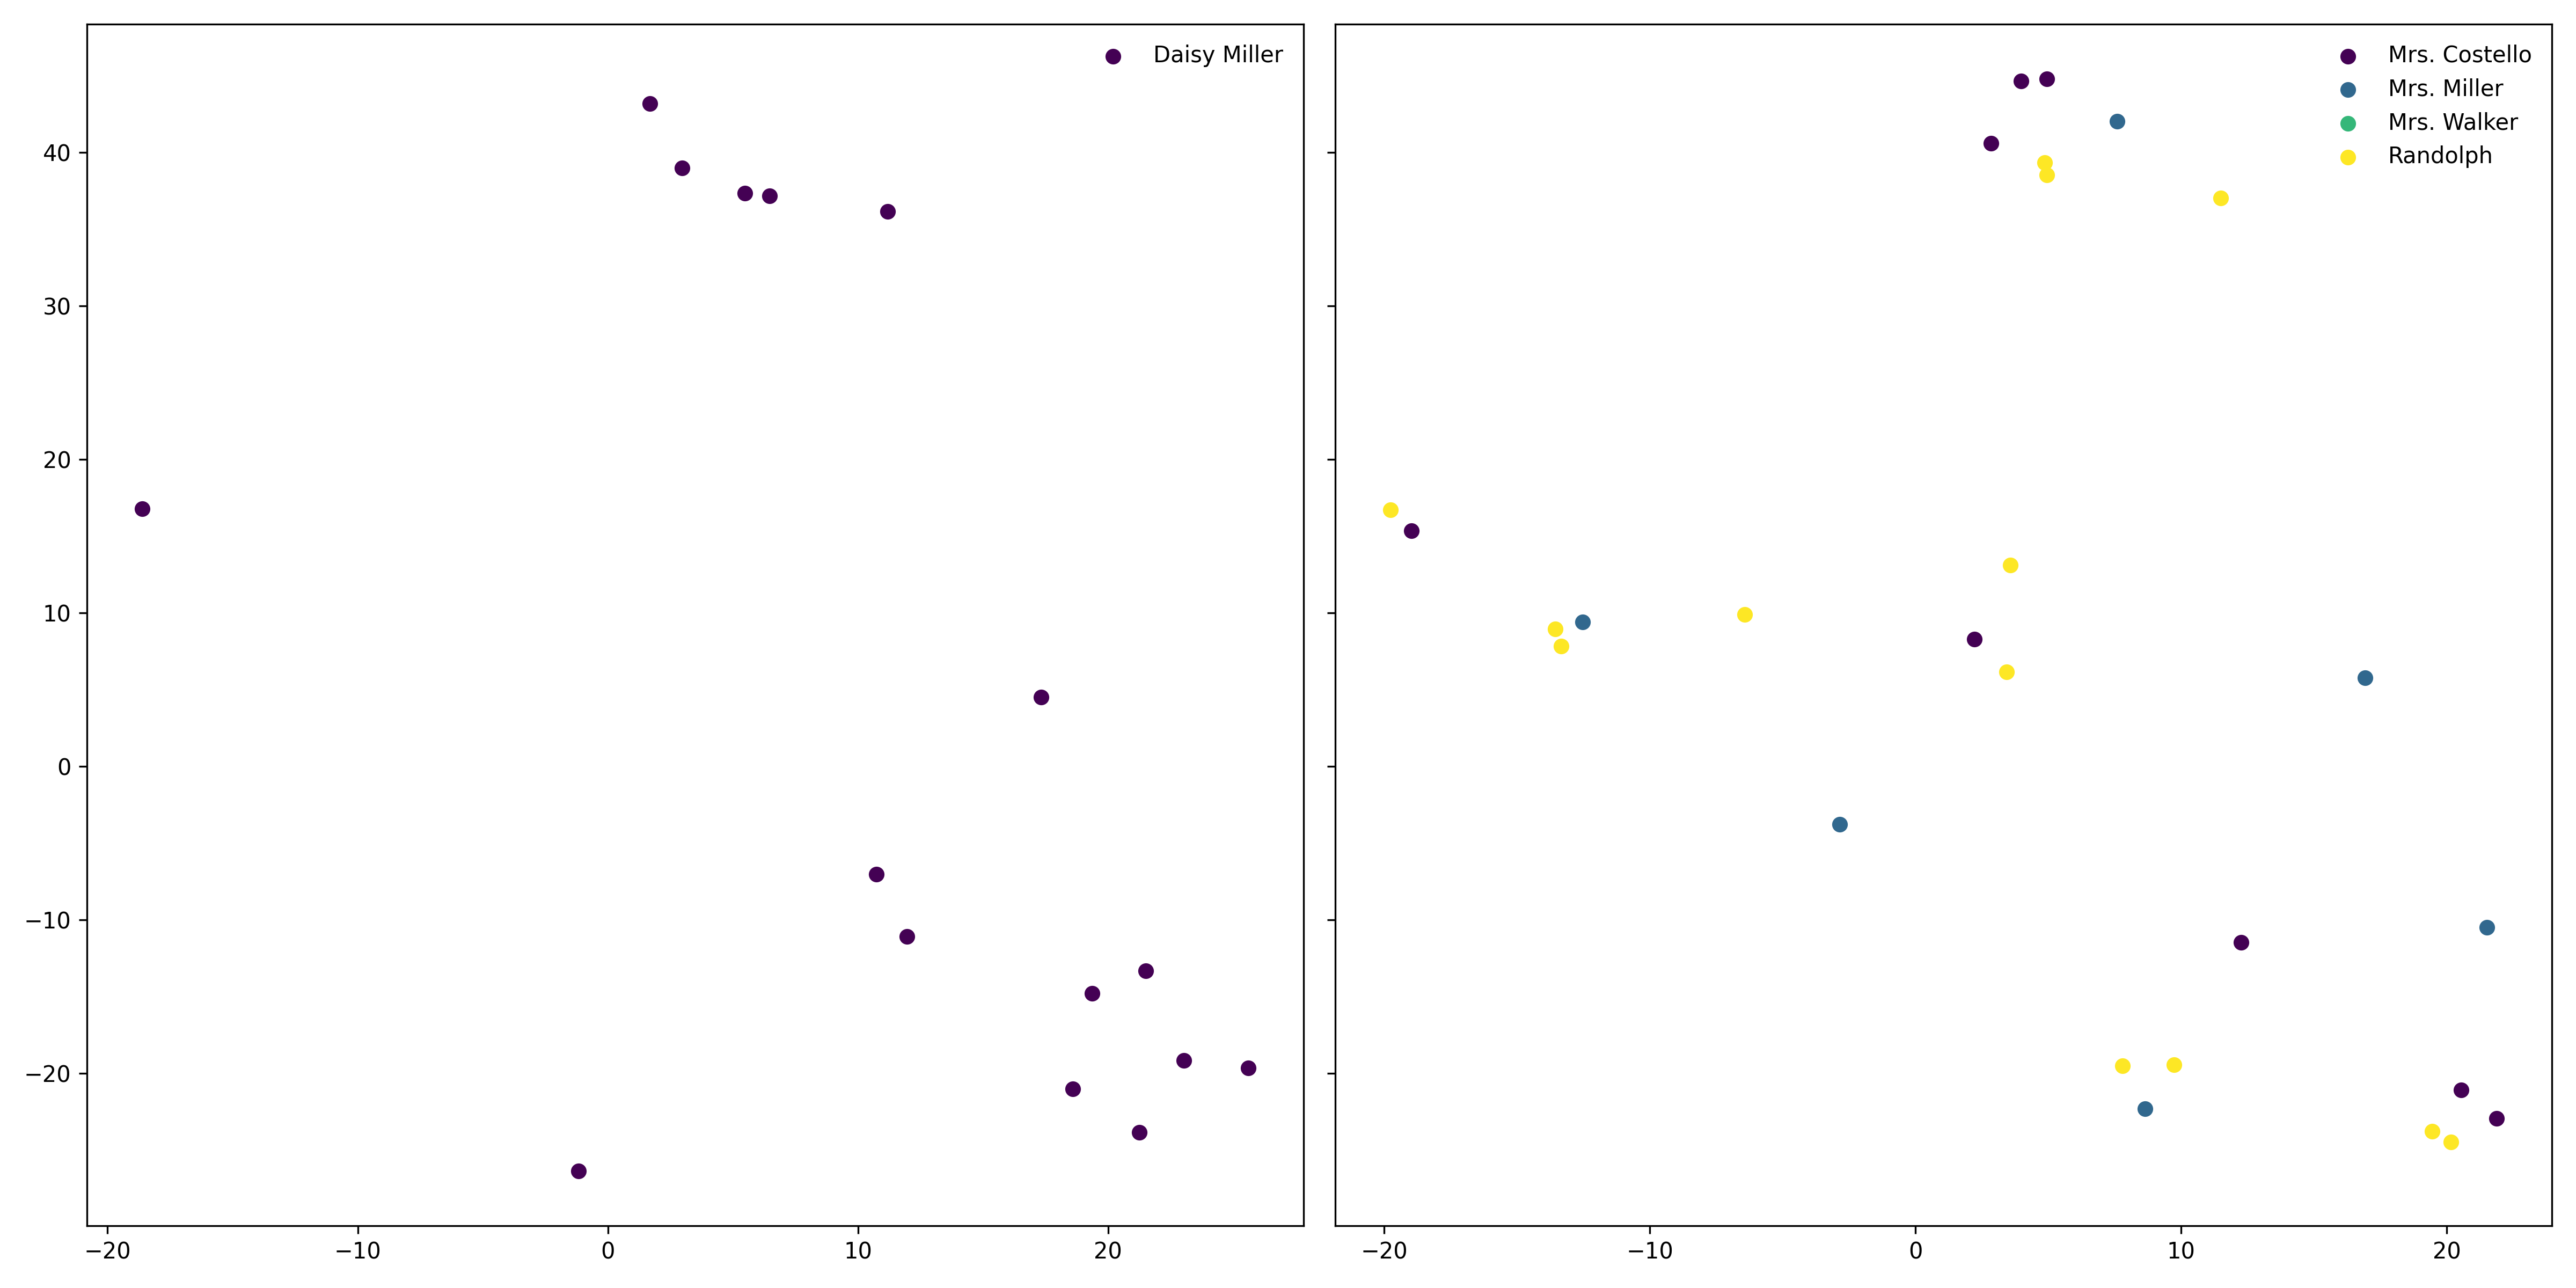 Daisy Miller
40
30
20
10
0
−10
−20
−20 −10 0 10 20
Mrs. Costello
Mrs. Miller
Mrs. Walker
Randolph
−20 −10 0 10 20